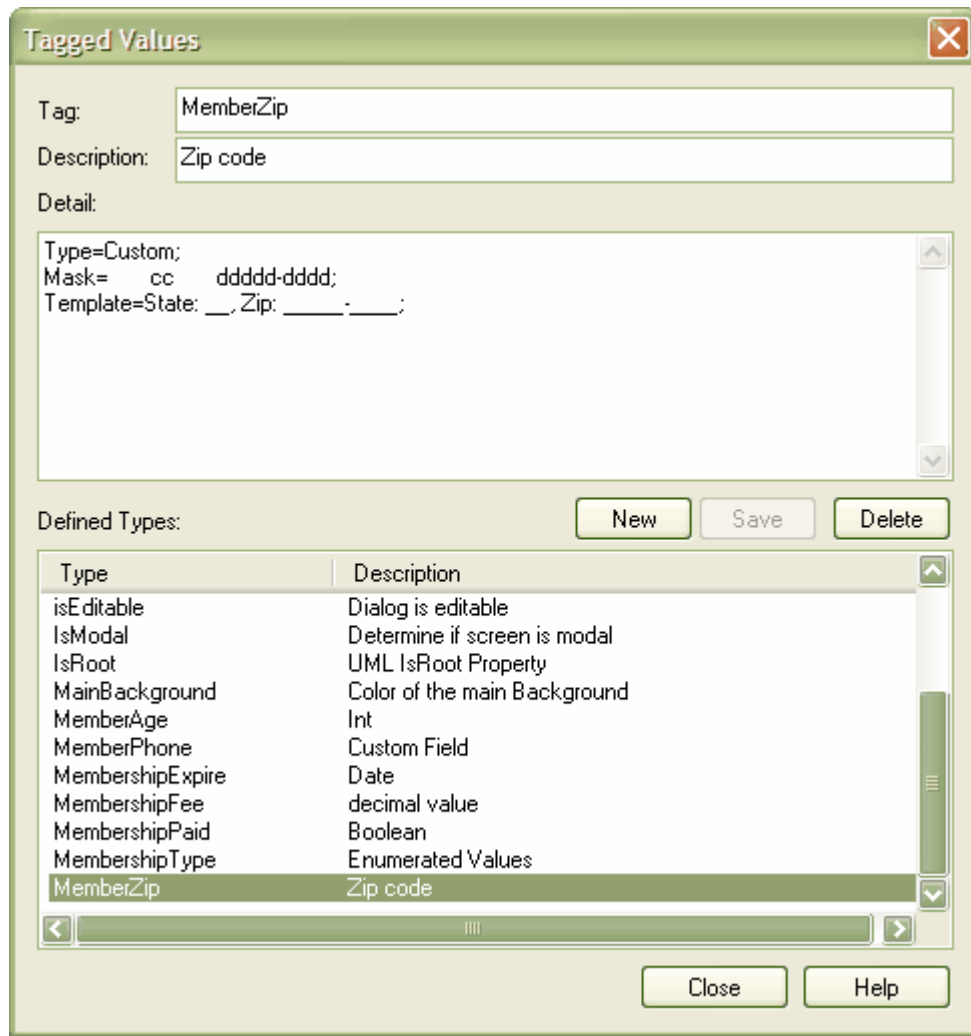 Tagged Values
Tag: MemberZip
Description: Zip code
Detail:
Type=Custom;
Mask=       cc       ddddd-dddd;
Template=State: __, Zip: _____-____;
Defined Types: New Save Delete
Type Description
isEditable Dialog is editable
IsModal Determine if screen is modal
IsRoot UML IsRoot Property
MainBackground Color of the main Background
MemberAge Int
MemberPhone Custom Field
MembershipExpire Date
MembershipFee decimal value
MembershipPaid Boolean
MembershipType Enumerated Values
MemberZip Zip code
Close Help